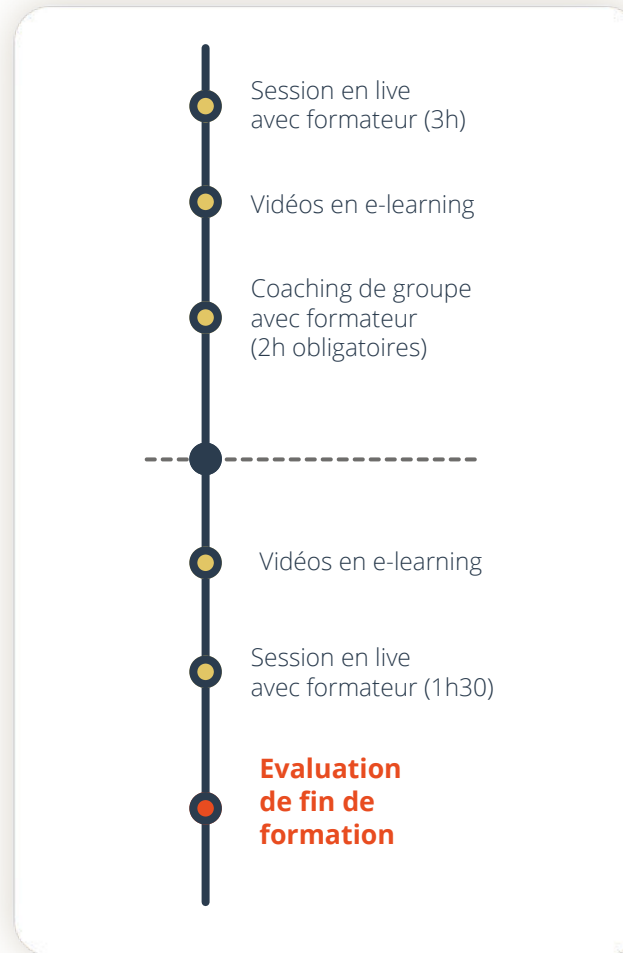 Session en live
avec formateur (3h)
Vidéos en e-learning
Coaching de groupe
avec formateur
(2h obligatoires)
Vidéos en e-learning
Session en live
avec formateur (1h30)
Evaluation
de fin de
formation